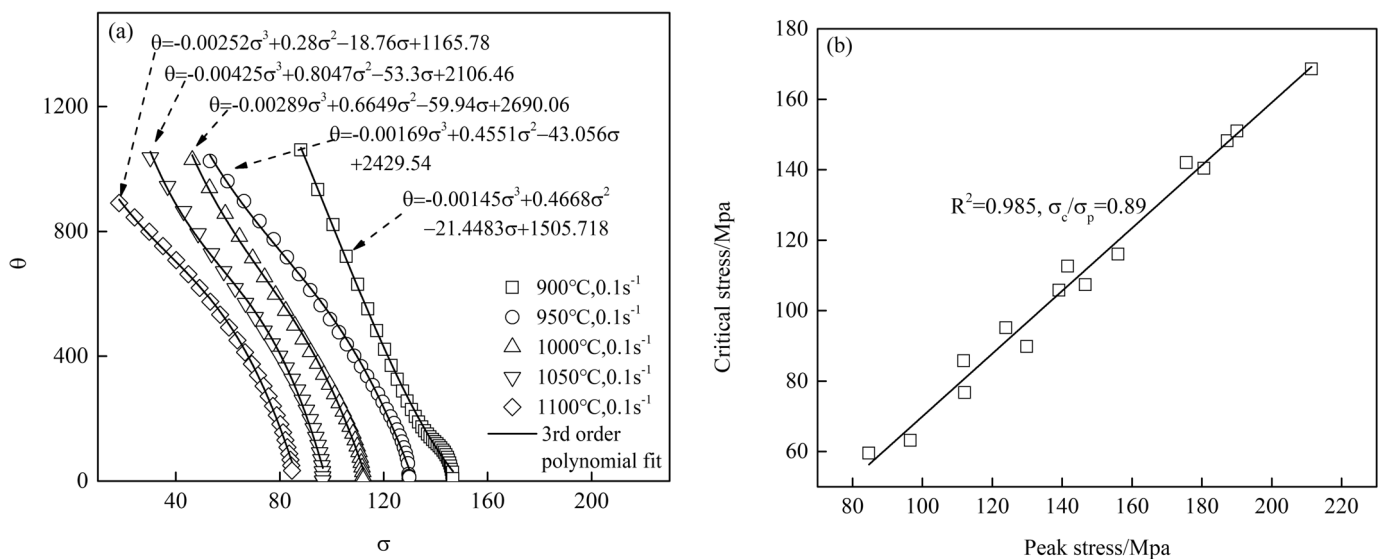 (a)
θ=-0.00252σ³+0.28σ²−18.76σ+1165.78
θ=-0.00425σ³+0.8047σ²−53.3σ+2106.46
θ=-0.00289σ³+0.6649σ²−59.94σ+2690.06
θ=-0.00169σ³+0.4551σ²−43.056σ
+2429.54
θ=-0.00145σ³+0.4668σ²
−21.4483σ+1505.718
900°C,0.1s⁻¹
950°C,0.1s⁻¹
1000°C,0.1s⁻¹
1050°C,0.1s⁻¹
1100°C,0.1s⁻¹
3rd order
polynomial fit
θ
1200
800
400
0
40 80 120 160 200
σ
(b)
R²=0.985, σc/σp=0.89
Critical stress/Mpa
180
160
140
120
100
80
60
80 100 120 140 160 180 200 220
Peak stress/Mpa